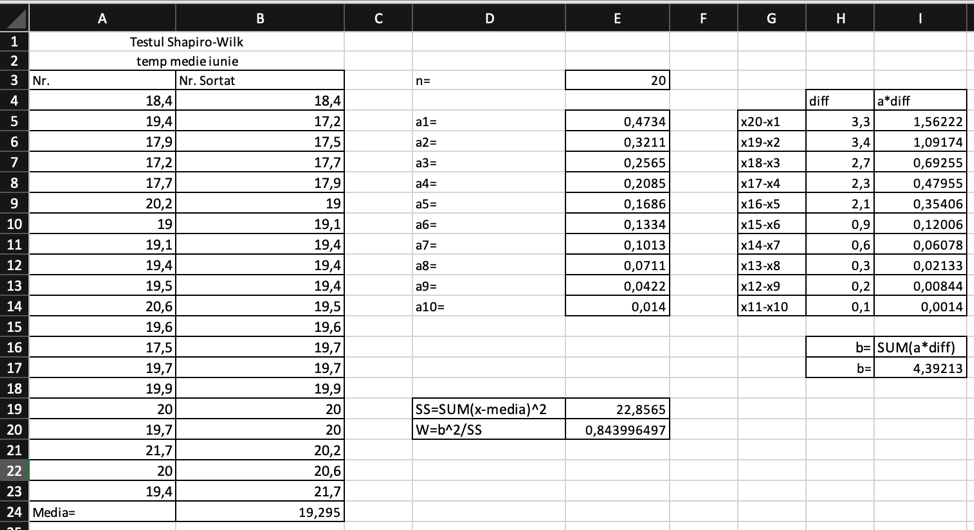 A B C D E F G H I
1 Testul Shapiro-Wilk
2 temp medie iunie
3 Nr. Nr. Sortat n= 20
4 18,4 18,4 diff a*diff
5 19,4 17,2 a1= 0,4734 x20-x1 3,3 1,56222
6 17,9 17,5 a2= 0,3211 x19-x2 3,4 1,09174
7 17,2 17,7 a3= 0,2565 x18-x3 2,7 0,69255
8 17,7 17,9 a4= 0,2085 x17-x4 2,3 0,47955
9 20,2 19 a5= 0,1686 x16-x5 2,1 0,35406
10 19 19,1 a6= 0,1334 x15-x6 0,9 0,12006
11 19,1 19,4 a7= 0,1013 x14-x7 0,6 0,06078
12 19,4 19,4 a8= 0,0711 x13-x8 0,3 0,02133
13 19,5 19,4 a9= 0,0422 x12-x9 0,2 0,00844
14 20,6 19,5 a10= 0,014 x11-x10 0,1 0,0014
15 19,6 19,6
16 17,5 19,7 b= SUM(a*diff)
17 19,7 19,7 b= 4,39213
18 19,9 19,9
19 20 20 SS=SUM(x-media)^2 22,8565
20 19,7 20 W=b^2/SS 0,843996497
21 21,7 20,2
22 20 20,6
23 19,4 21,7
24 Media= 19,295